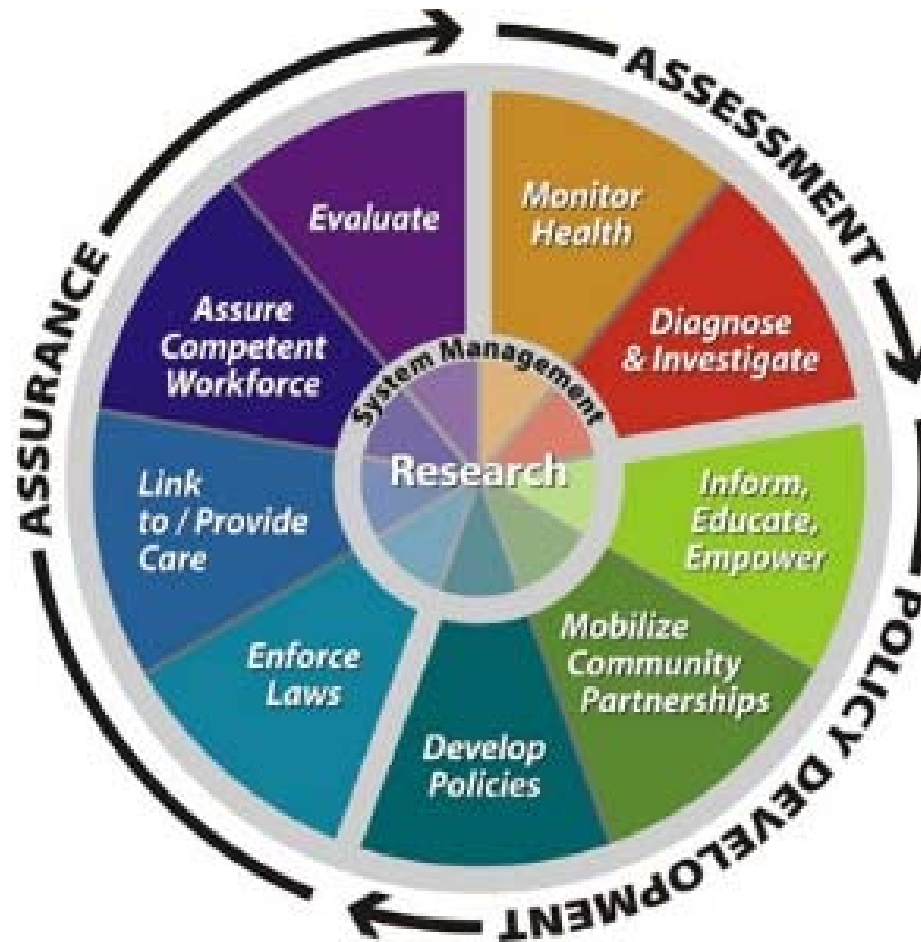 ASSESSMENT
POLICY DEVELOPMENT
ASSURANCE
Monitor
Health
Diagnose
& Investigate
Inform,
Educate,
Empower
Mobilize
Community
Partnerships
Develop
Policies
Enforce
Laws
Link
to / Provide
Care
Assure
Competent
Workforce
Evaluate
System Management
Research